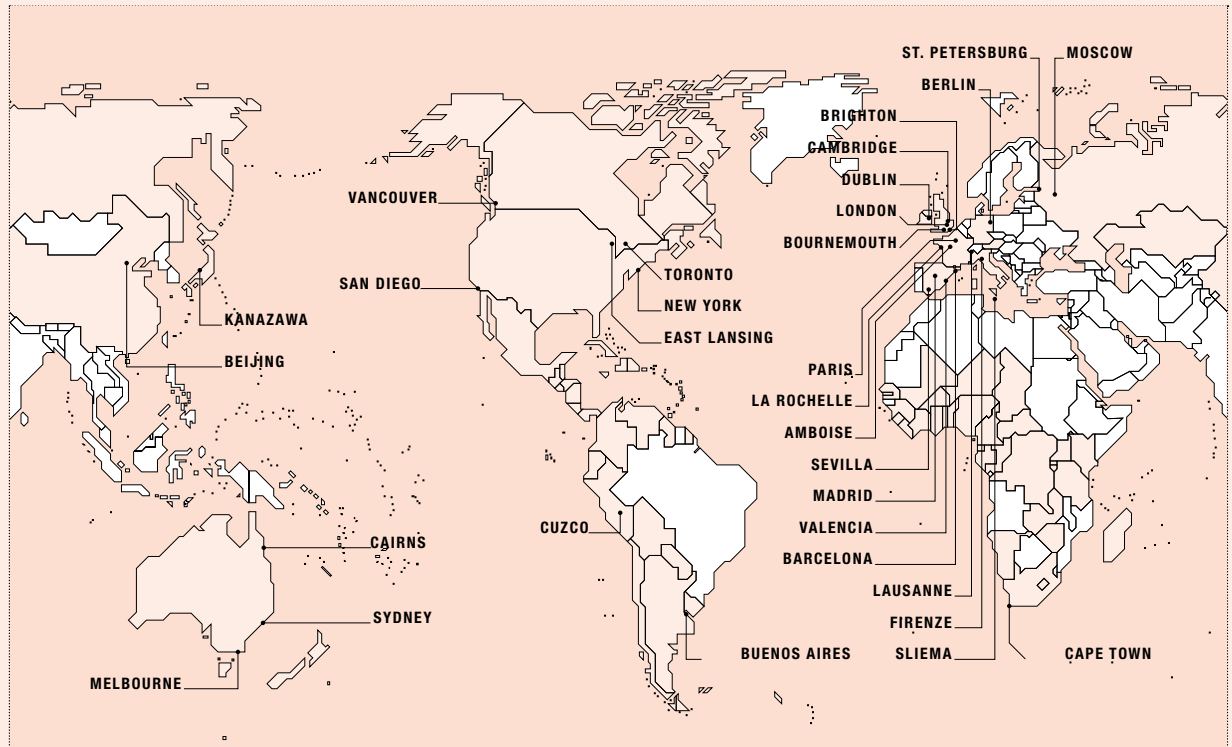 ST. PETERSBURG
MOSCOW
BERLIN
BRIGHTON
CAMBRIDGE
DUBLIN
LONDON
BOURNEMOUTH
VANCOUVER
SAN DIEGO
TORONTO
NEW YORK
EAST LANSING
KANAZAWA
BEIJING
PARIS
LA ROCHELLE
AMBOISE
SEVILLA
MADRID
VALENCIA
BARCELONA
LAUSANNE
FIRENZE
SLIEMA
CUZCO
CAIRNS
SYDNEY
MELBOURNE
BUENOS AIRES
CAPE TOWN